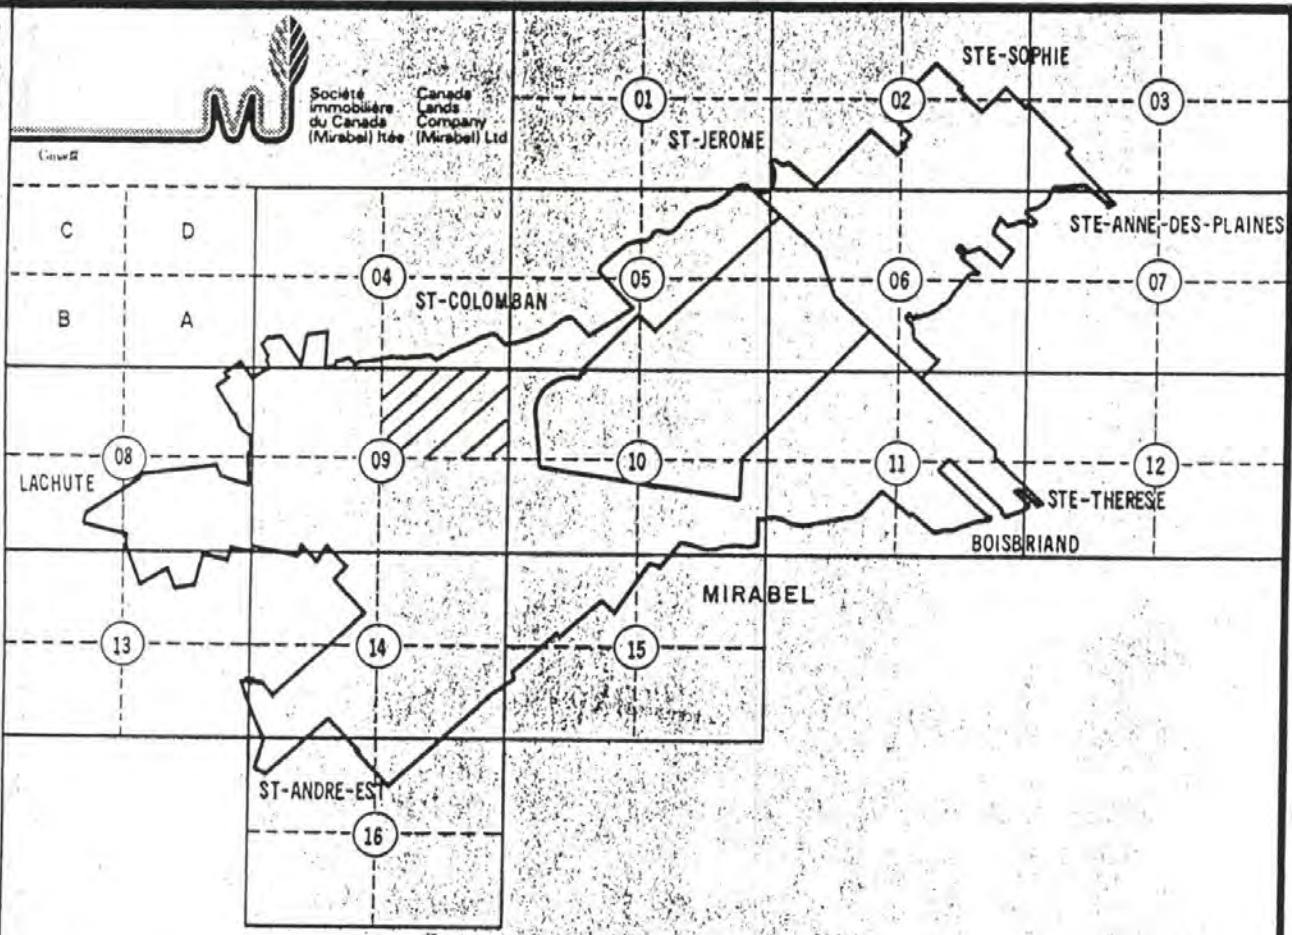 Société Canada
immobilière Lands
du Canada Company
(Mirabel) ltée (Mirabel) Ltd
STE-SOPHIE
01
02
03
ST-JEROME
C
D
STE-ANNE-DES-PLAINES
04
05
06
07
ST-COLOMBAN
B
A
08
09
10
11
12
LACHUTE
STE-THERESE
BOISBRIAND
MIRABEL
13
14
15
ST-ANDRE-EST
16